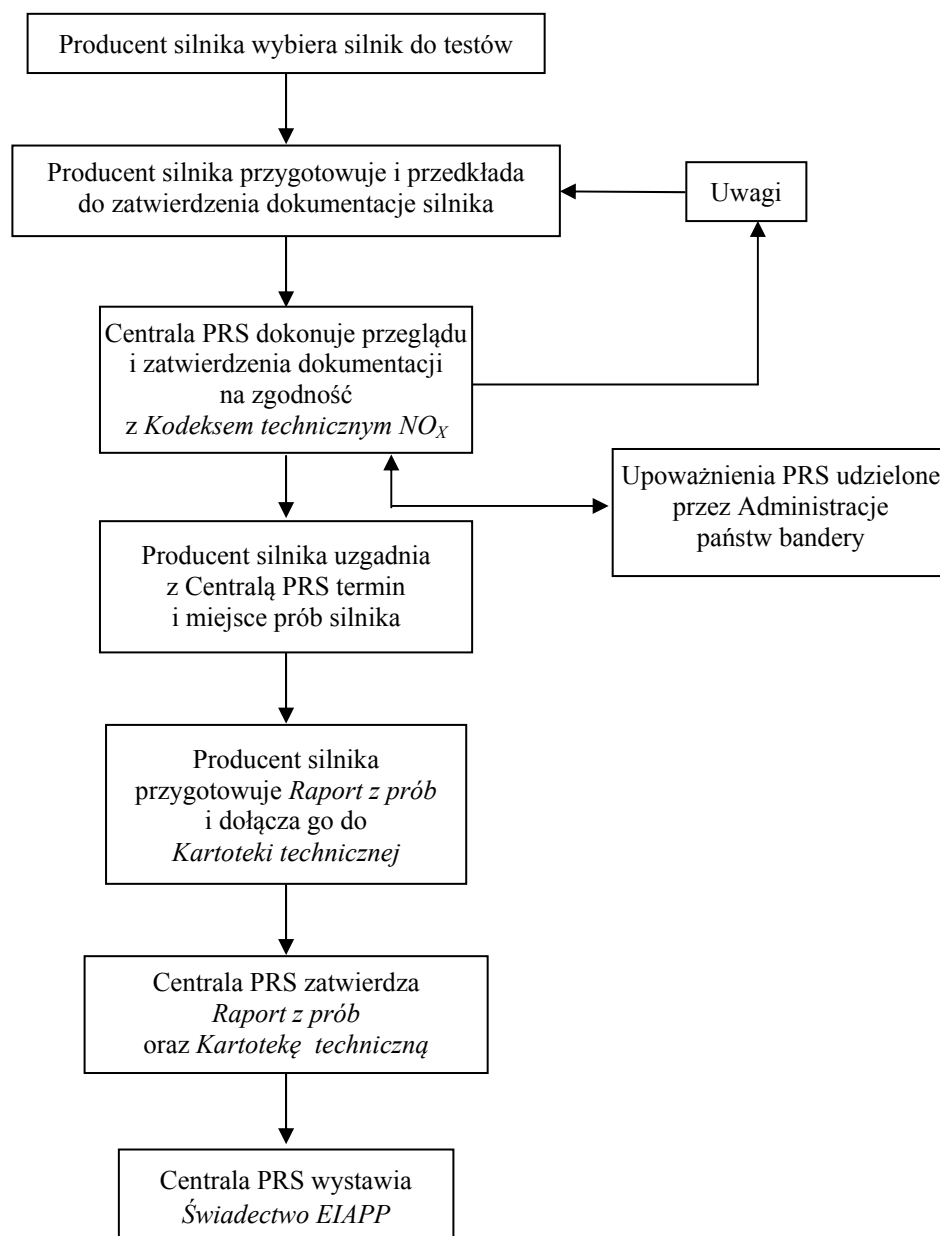 Producent silnika wybiera silnik do testów
Producent silnika przygotowuje i przedkłada
do zatwierdzenia dokumentacje silnika
Uwagi
Centrala PRS dokonuje przeglądu
i zatwierdzenia dokumentacji
na zgodność
z Kodeksem technicznym NOX
Upoważnienia PRS udzielone
przez Administracje
państw bandery
Producent silnika uzgadnia
z Centralą PRS termin
i miejsce prób silnika
Producent silnika
przygotowuje Raport z prób
i dołącza go do
Kartoteki technicznej
Centrala PRS zatwierdza
Raport z prób
oraz Kartotekę techniczną
Centrala PRS wystawia
Świadectwo EIAPP